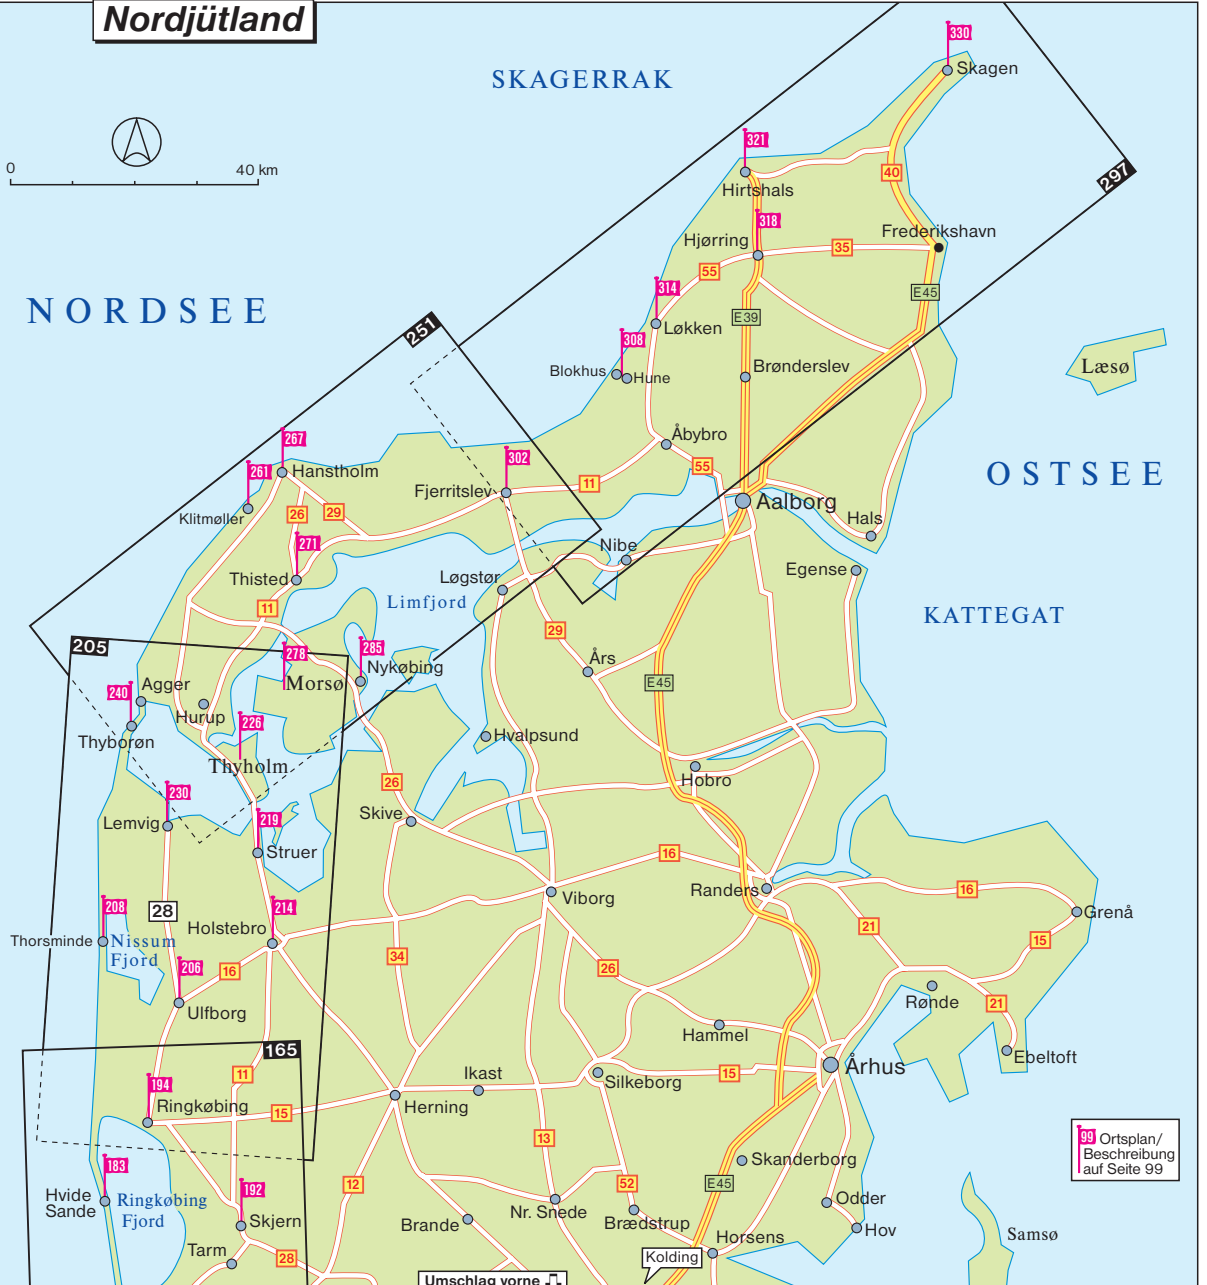 Nordjütland
330
SKAGERRAK
Skagen
321
0
40 km
40
297
Hirtshals
318
Frederikshavn
Hjørring
35
55
314
E45
NORDSEE
E39
Løkken
251
308
Blokhus
Hune
Brønderslev
Læsø
267
Åbybro
261
Hanstholm
302
55
OSTSEE
Fjerritslev
11
Aalborg
26
29
Klitmøller
Hals
271
Nibe
Thisted
Løgstør
Egense
Limfjord
11
KATTEGAT
29
205
278
285
Års
Nykøbing
Morsø
E45
240
Agger
Hurup
226
Thyborøn
Hvalpsund
Thyholm
Hobro
26
230
Skive
Lemvig
219
Struer
16
Randers
16
Viborg
28
208
214
Grenå
Holstebro
21
Thorsminde
Nissum
Fjord
15
34
206
16
26
Rønde
21
Ulfborg
Hammel
165
Ebeltoft
Århus
Ikast
194
11
Silkeborg
15
Ringkøbing
Herning
15
99
Ortsplan/
Beschreibung
auf Seite 99
13
183
Skanderborg
192
12
52
E45
Hvide
Sande
Ringkøbing
Fjord
Odder
Nr. Snede
Skjern
Brande
Brædstrup
Hov
Samsø
Horsens
Tarm
28
Kolding
Umschlag vorne